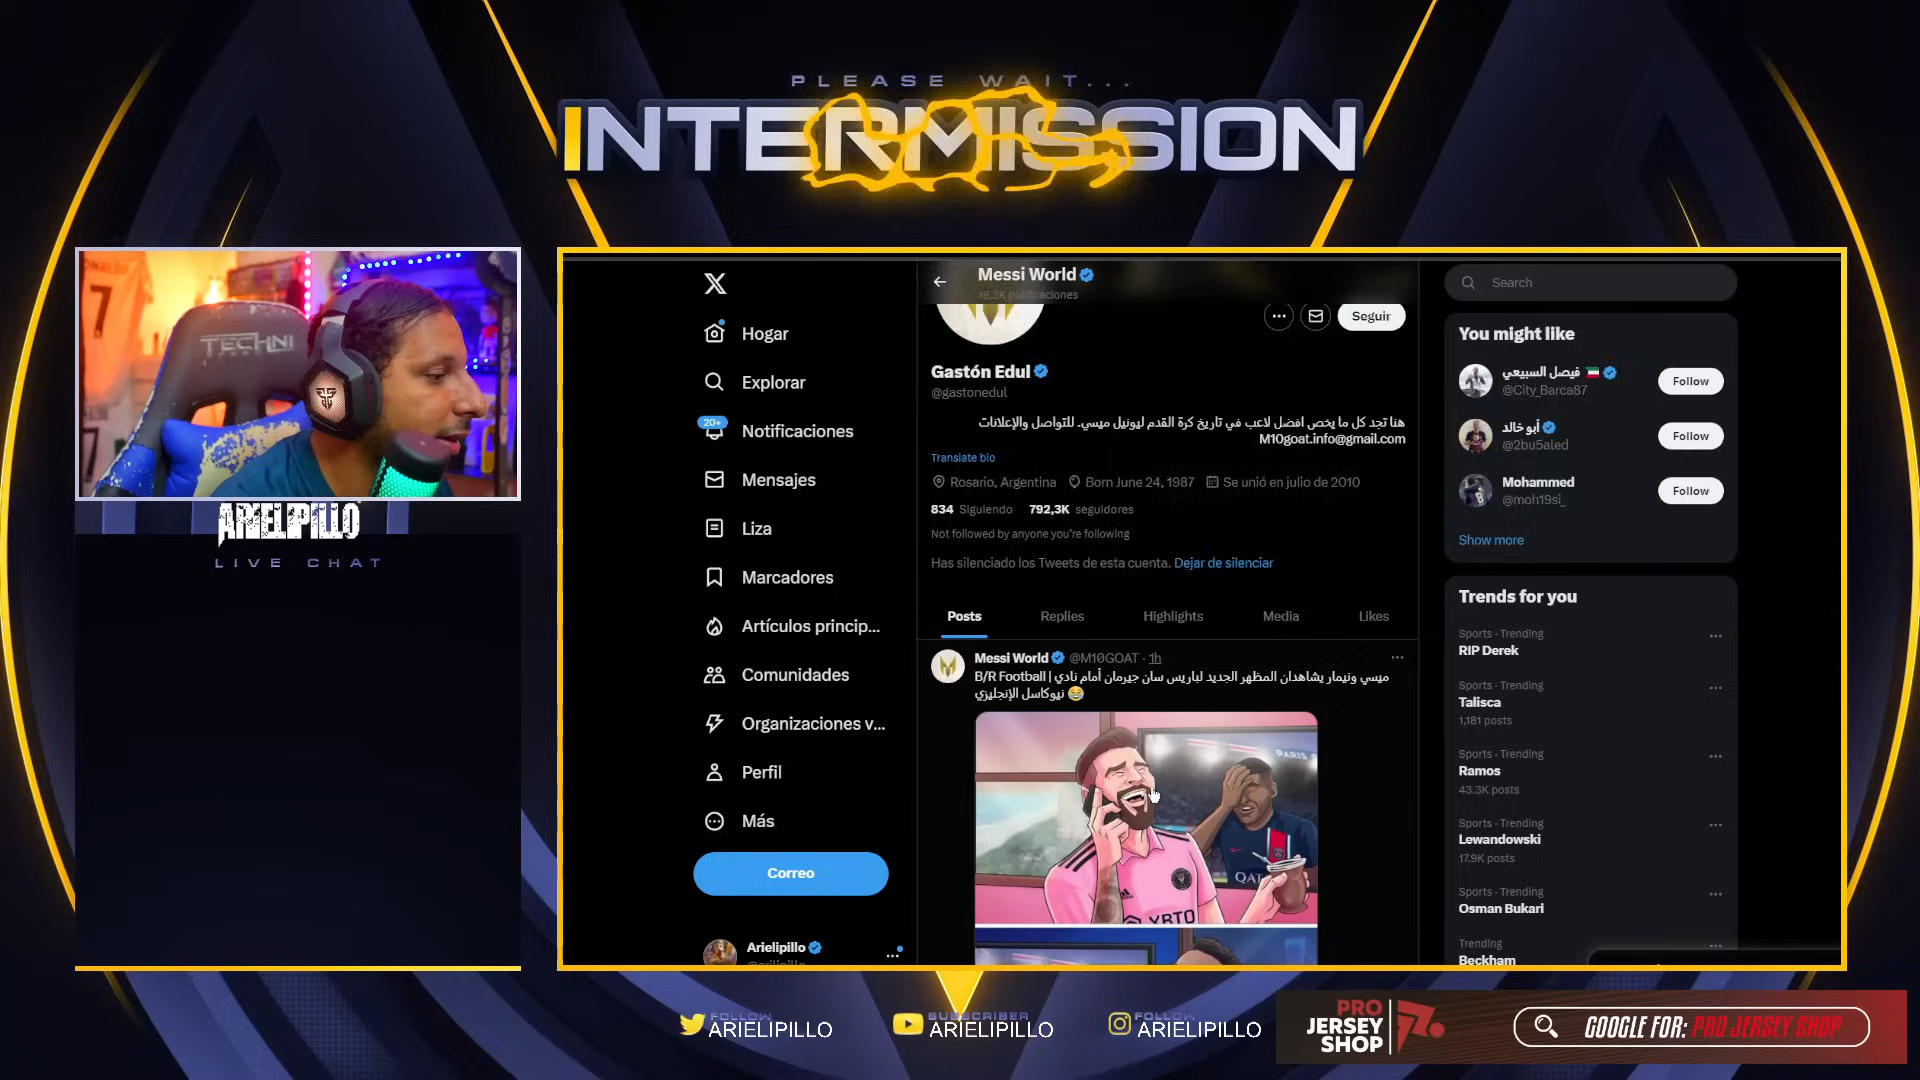 PLEASE WAIT...
INTERMISSION
7
TECHNI
ARIELIPILLO
LIVE CHAT
Hogar
Explorar
20+
Notificaciones
Mensajes
Liza
Marcadores
Artículos princip...
Comunidades
Organizaciones v...
Perfil
Más
Correo
Arielipillo
Messi World
18.3K publicaciones
Seguir
Gastón Edul
@gastonedul
هنا تجد كل ما يخص افضل لاعب في تاريخ كرة القدم ليونيل ميسي. للتواصل والإعلانات
M10goat.info@gmail.com
Translate bio
Rosario, Argentina Born June 24, 1987 Se unió en julio de 2010
834 Siguiendo 792,3K seguidores
Not followed by anyone you're following
Has silenciado los Tweets de esta cuenta. Dejar de silenciar
Posts Replies Highlights Media Likes
Messi World @M10GOAT · 1h
ميسي ونيمار يشاهدان المظهر الجديد لباريس سان جيرمان أمام نادي | B/R Football
نيوكاسل الإنجليزي 😂
PARIS
QAT
XBTO
Search
You might like
فيصل السبيعي 🇰🇼
@City_Barca87
Follow
أبو خالد
@2bu5aled
Follow
Mohammed
@moh19si_
Follow
Show more
Trends for you
Sports · Trending
RIP Derek
Sports · Trending
Talisca
1,181 posts
Sports · Trending
Ramos
43.3K posts
Sports · Trending
Lewandowski
17.9K posts
Sports · Trending
Osman Bukari
Trending
Beckham
FOLLOW
ARIELIPILLO
SUBSCRIBER
ARIELIPILLO
FOLLOW
ARIELIPILLO
PRO
JERSEY
SHOP
GOOGLE FOR: PRO JERSEY SHOP